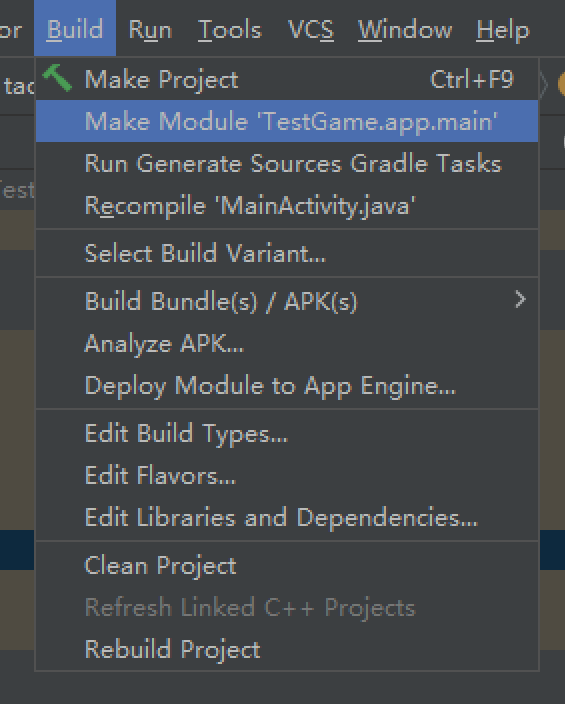 or Build Run Tools VCS Window Help
tac
Make Project Ctrl+F9
Make Module 'TestGame.app.main'
Run Generate Sources Gradle Tasks
est
Recompile 'MainActivity.java'
Select Build Variant...
Build Bundle(s) / APK(s)
Analyze APK...
Deploy Module to App Engine...
Edit Build Types...
Edit Flavors...
Edit Libraries and Dependencies...
Clean Project
Refresh Linked C++ Projects
Rebuild Project